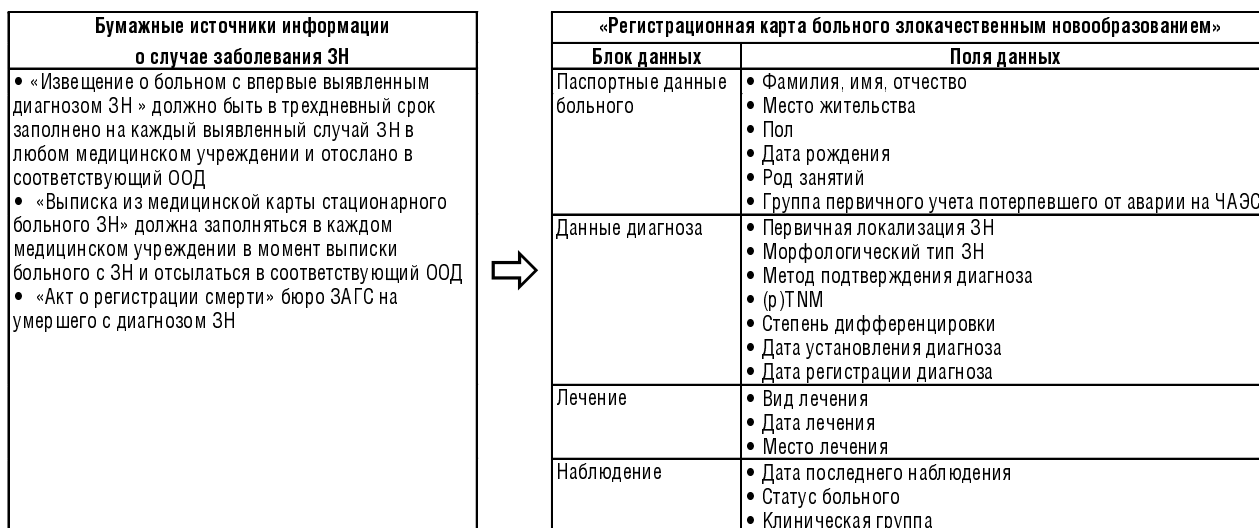 Бумажные источники информации
о случае заболевания ЗН
• «Извещение о больном с впервые выявленным
диагнозом ЗН » должно быть в трехдневный срок
заполнено на каждый выявленный случай ЗН в
любом медицинском учреждении и отослано в
соответствующий ООД
• «Выписка из медицинской карты стационарного
больного ЗН» должна заполняться в каждом
медицинском учреждении в момент выписки
больного с ЗН и отсылаться в соответствующий ООД
• «Акт о регистрации смерти» бюро ЗАГС на
умершего с диагнозом ЗН
«Регистрационная карта больного злокачественным новообразованием»
Блок данных
Поля данных
Паспортные данные
больного
• Фамилия, имя, отчество
• Место жительства
• Пол
• Дата рождения
• Род занятий
• Группа первичного учета потерпевшего от аварии на ЧАЭС
Данные диагноза
• Первичная локализация ЗН
• Морфологический тип ЗН
• Метод подтверждения диагноза
• (p)TNM
• Степень дифференцировки
• Дата установления диагноза
• Дата регистрации диагноза
Лечение
• Вид лечения
• Дата лечения
• Место лечения
Наблюдение
• Дата последнего наблюдения
• Статус больного
• Клиническая группа